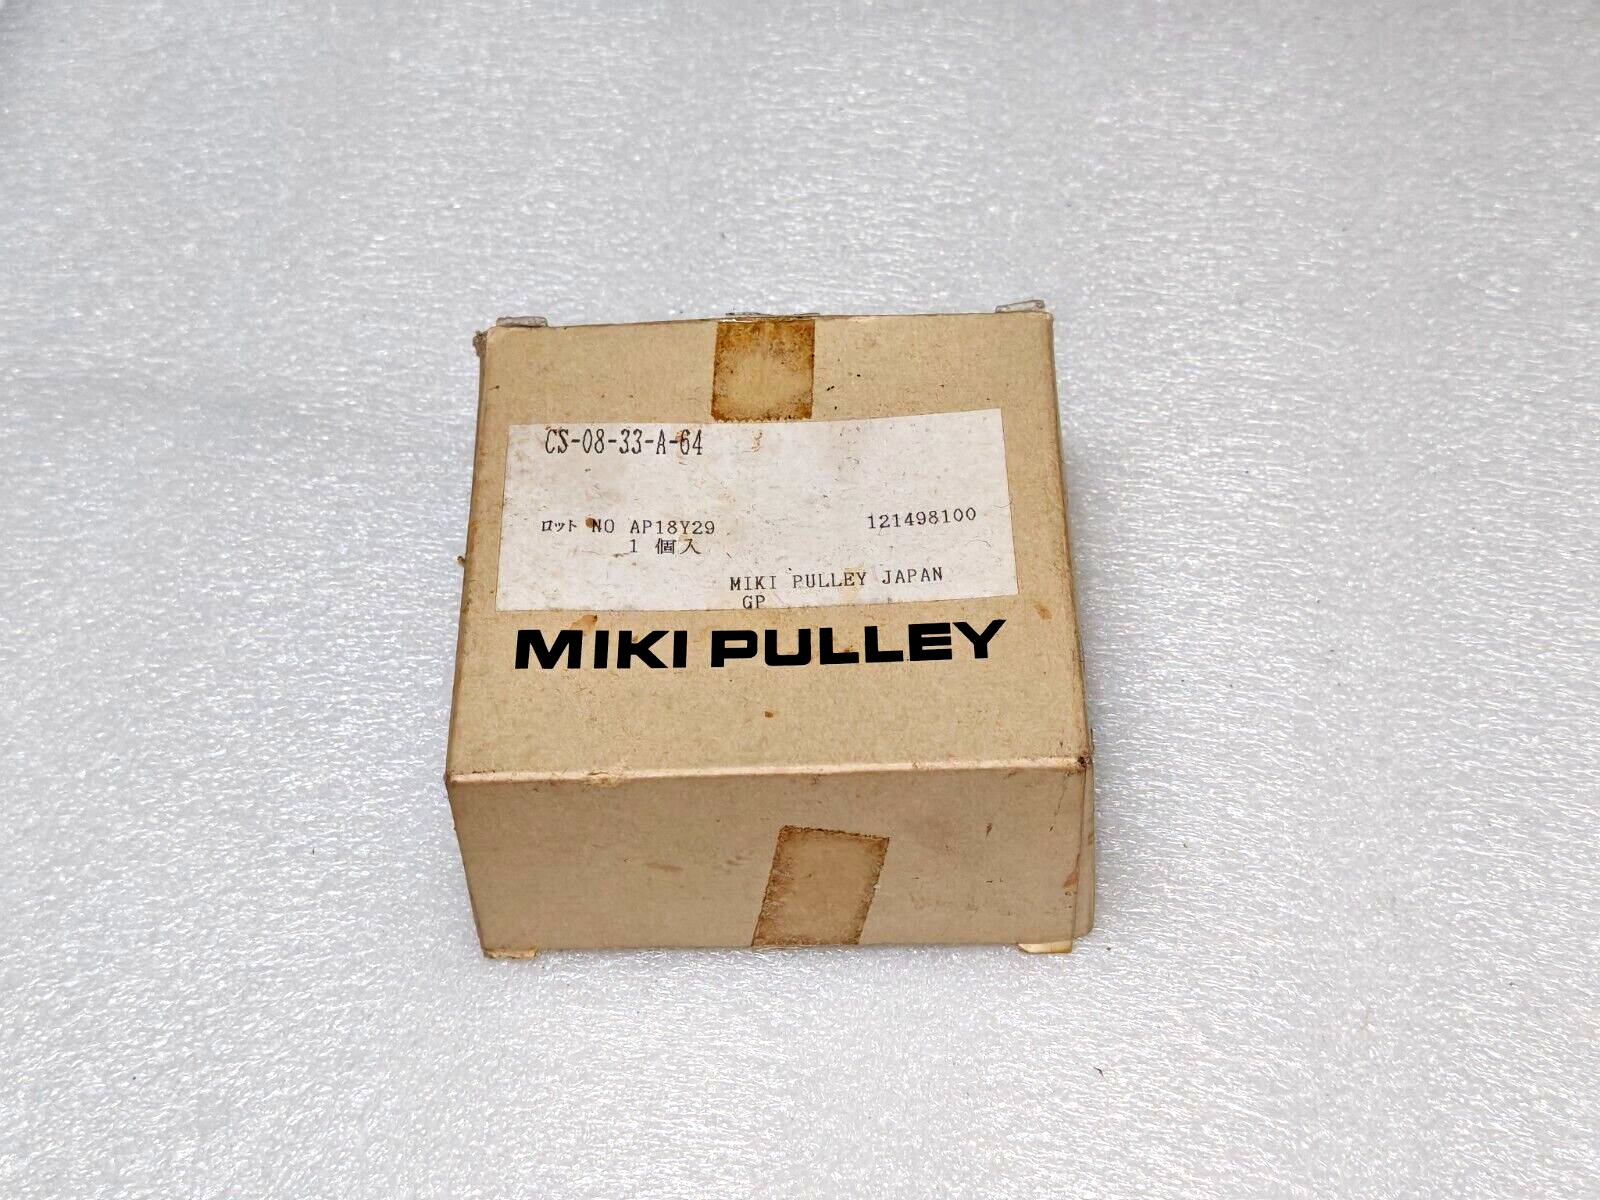 CS-08-33-A-64
ロット NO AP18Y29 121498100
1 個入
MIKI PULLEY JAPAN
GP
MIKI PULLEY